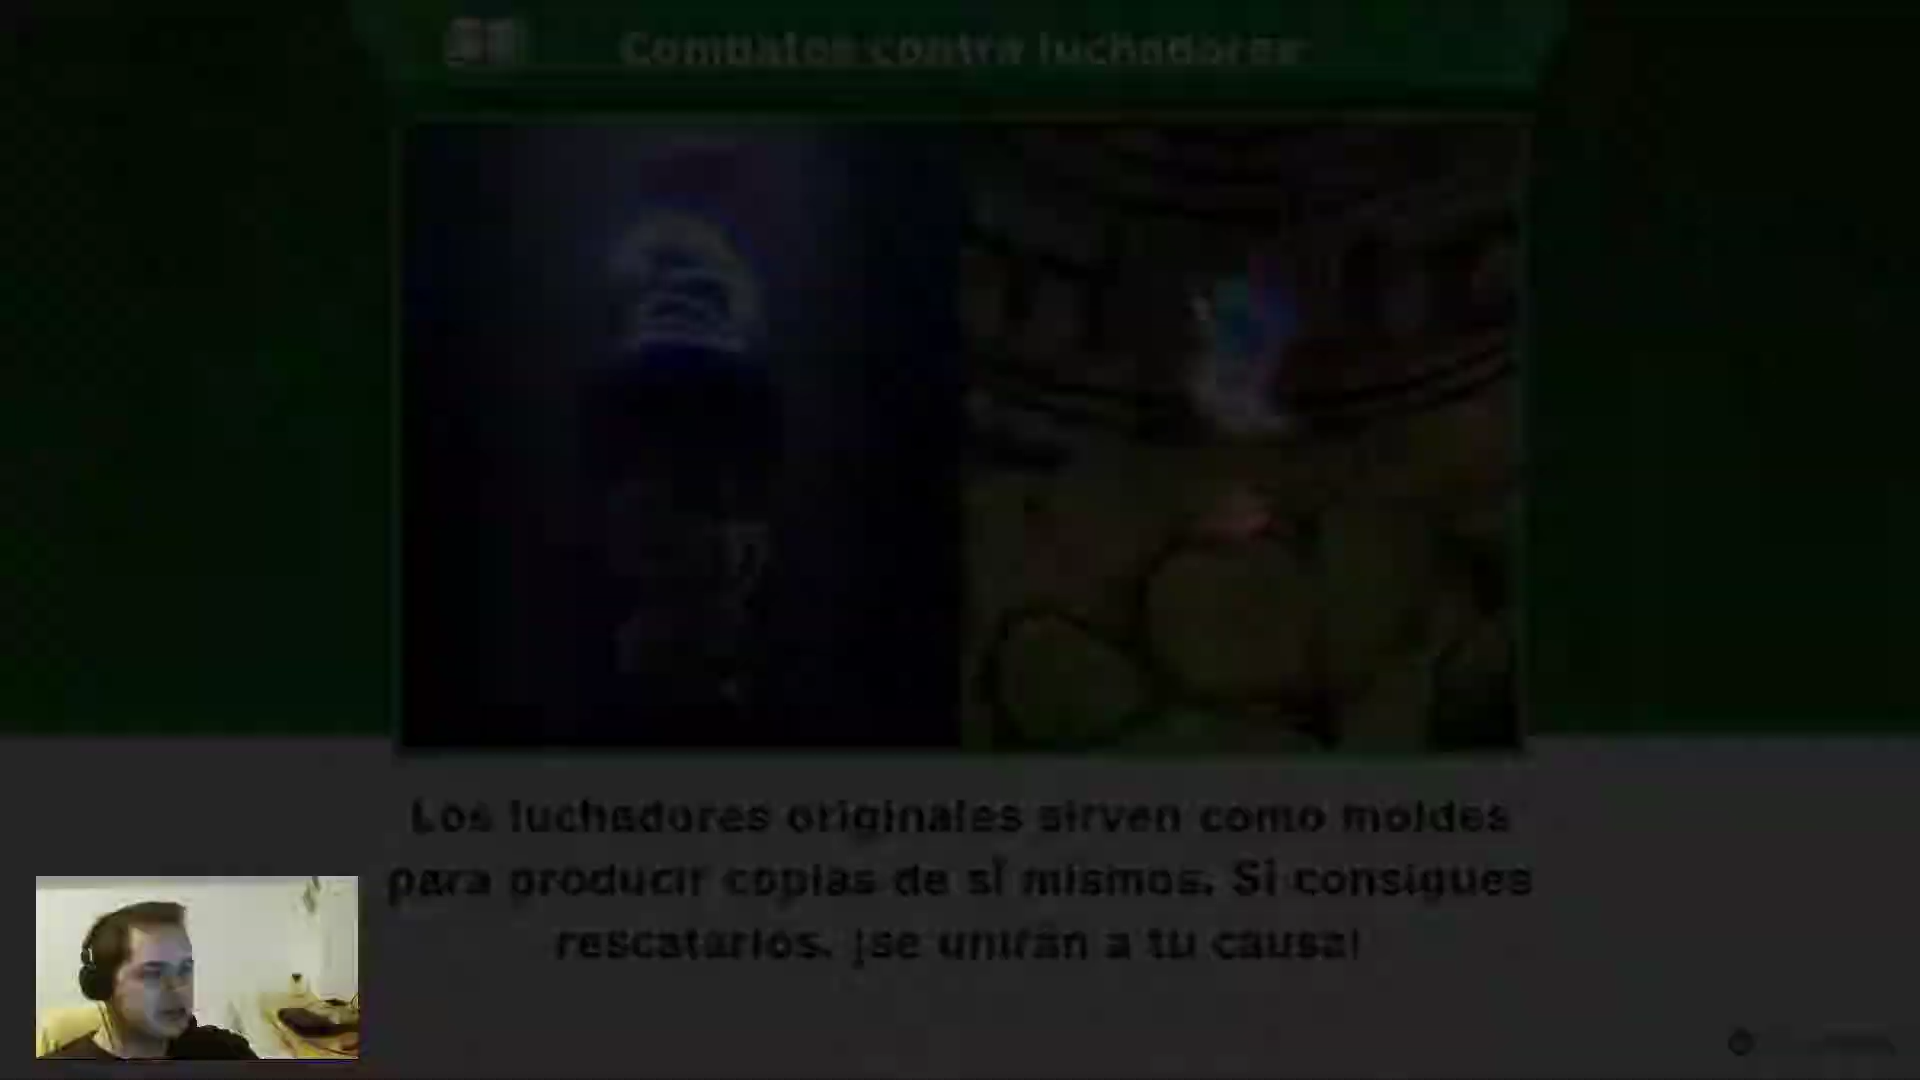 Combates contra luchadores
Los luchadores originales sirven como moldes
para producir copias de sí mismos. Si consigues
rescatarlos, ¡se unirán a tu causa!